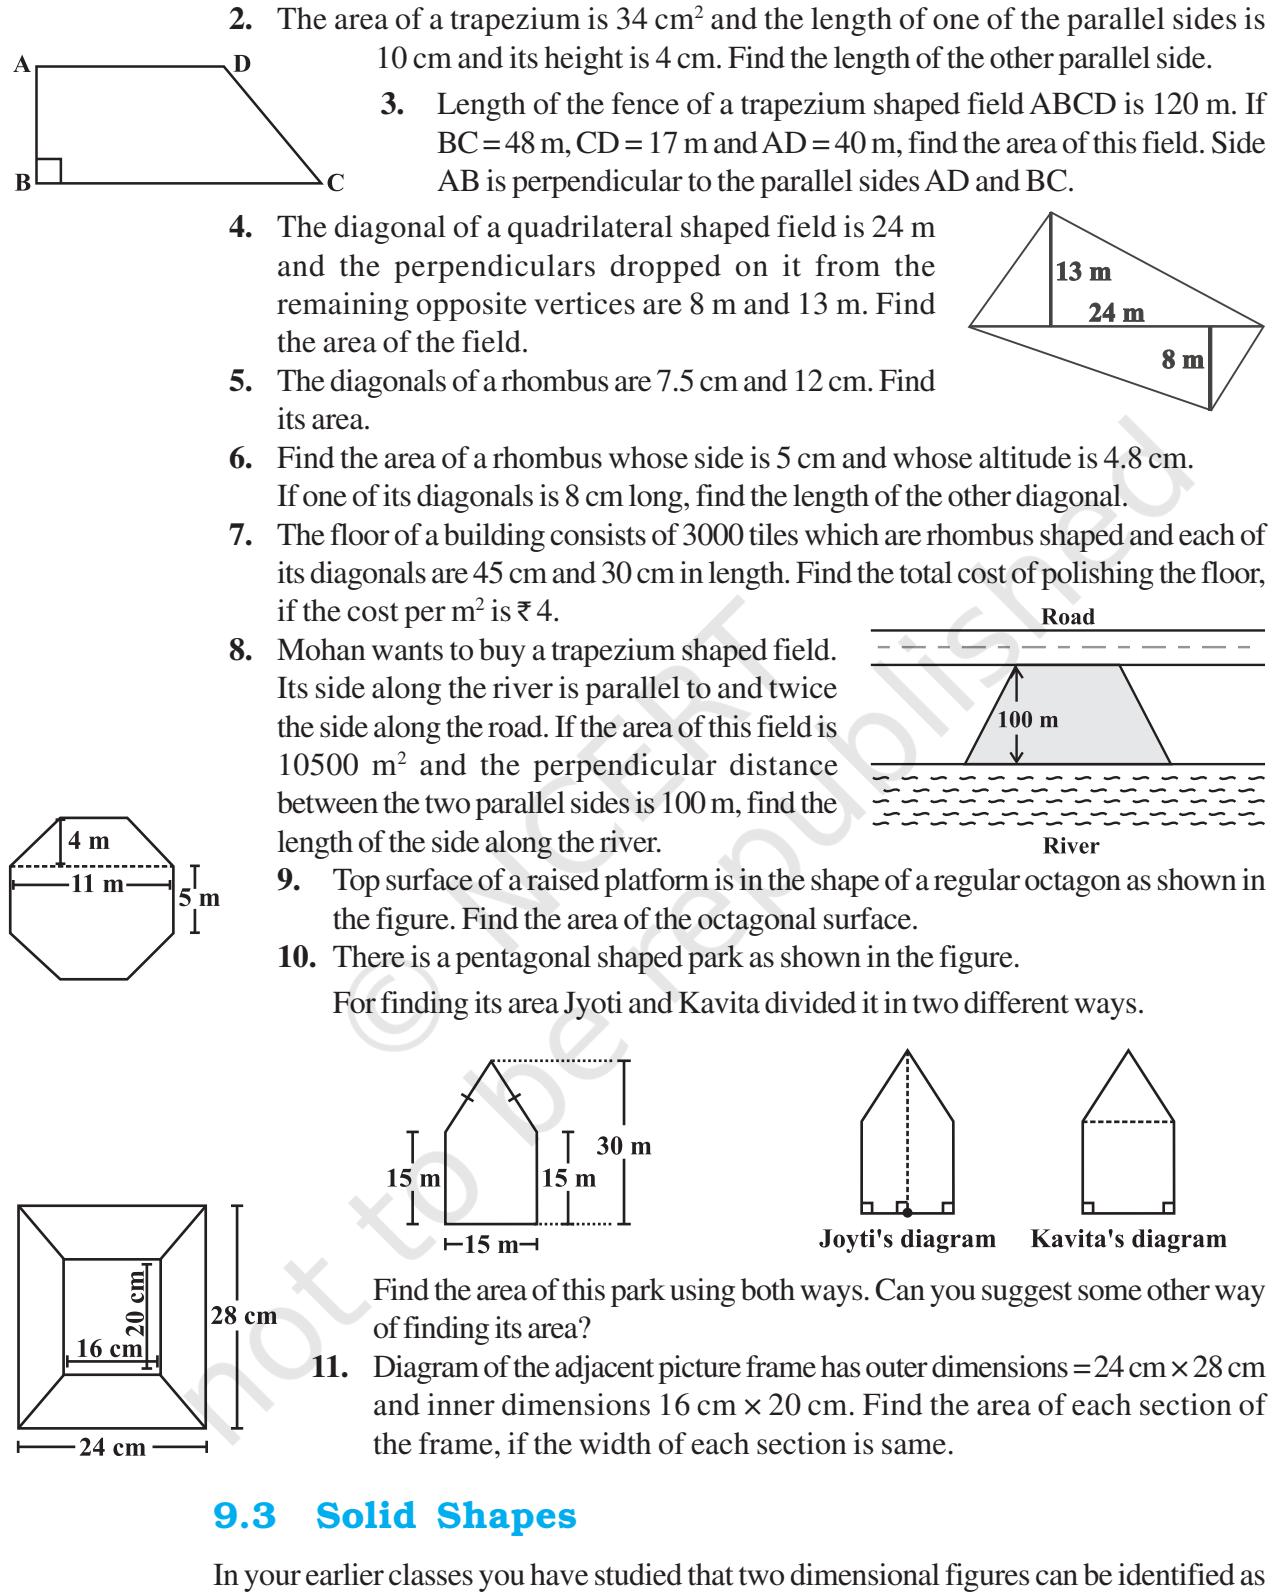 2. The area of a trapezium is 34 cm² and the length of one of the parallel sides is
10 cm and its height is 4 cm. Find the length of the other parallel side.
A D
B C
3. Length of the fence of a trapezium shaped field ABCD is 120 m. If
BC = 48 m, CD = 17 m and AD = 40 m, find the area of this field. Side
AB is perpendicular to the parallel sides AD and BC.
4. The diagonal of a quadrilateral shaped field is 24 m
and the perpendiculars dropped on it from the
remaining opposite vertices are 8 m and 13 m. Find
the area of the field.
13 m
24 m
8 m
5. The diagonals of a rhombus are 7.5 cm and 12 cm. Find
its area.
6. Find the area of a rhombus whose side is 5 cm and whose altitude is 4.8 cm.
If one of its diagonals is 8 cm long, find the length of the other diagonal.
7. The floor of a building consists of 3000 tiles which are rhombus shaped and each of
its diagonals are 45 cm and 30 cm in length. Find the total cost of polishing the floor,
if the cost per m² is ₹ 4.
8. Mohan wants to buy a trapezium shaped field.
Its side along the river is parallel to and twice
the side along the road. If the area of this field is
10500 m² and the perpendicular distance
between the two parallel sides is 100 m, find the
length of the side along the river.
Road
100 m
River
4 m
11 m
5 m
9. Top surface of a raised platform is in the shape of a regular octagon as shown in
the figure. Find the area of the octagonal surface.
10. There is a pentagonal shaped park as shown in the figure.
For finding its area Jyoti and Kavita divided it in two different ways.
30 m
15 m 15 m
15 m
Joyti's diagram Kavita's diagram
Find the area of this park using both ways. Can you suggest some other way
of finding its area?
20 cm
28 cm
16 cm
24 cm
11. Diagram of the adjacent picture frame has outer dimensions = 24 cm × 28 cm
and inner dimensions 16 cm × 20 cm. Find the area of each section of
the frame, if the width of each section is same.
9.3 Solid Shapes
In your earlier classes you have studied that two dimensional figures can be identified as
© NCERT
not to be republished